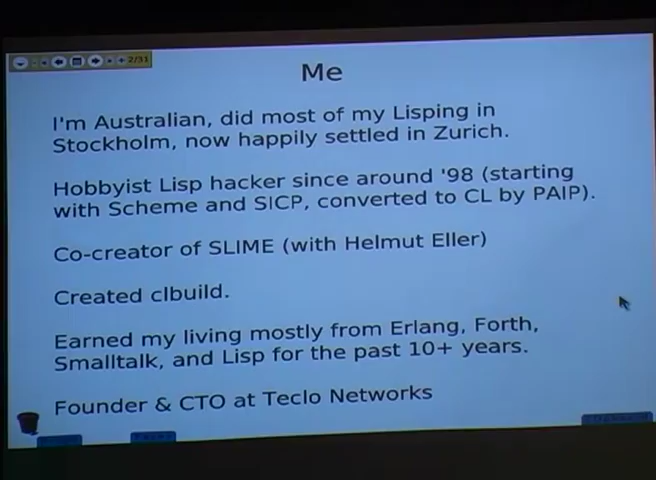 2/31
Me
I'm Australian, did most of my Lisping in
Stockholm, now happily settled in Zurich.
Hobbyist Lisp hacker since around '98 (starting
with Scheme and SICP, converted to CL by PAIP).
Co-creator of SLIME (with Helmut Eller)
Created clbuild.
Earned my living mostly from Erlang, Forth,
Smalltalk, and Lisp for the past 10+ years.
Founder & CTO at Teclo Networks